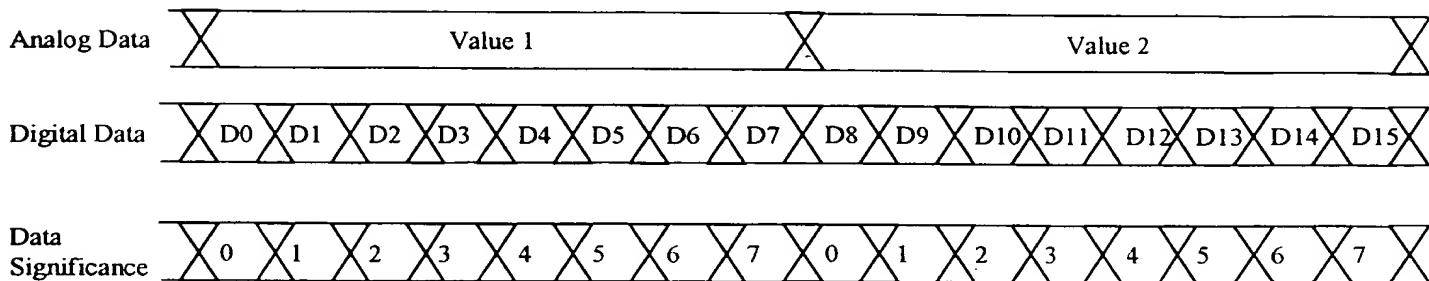 Analog Data Value 1 Value 2
Digital Data D0 D1 D2 D3 D4 D5 D6 D7 D8 D9 D10 D11 D12 D13 D14 D15
Data
Significance 0 1 2 3 4 5 6 7 0 1 2 3 4 5 6 7